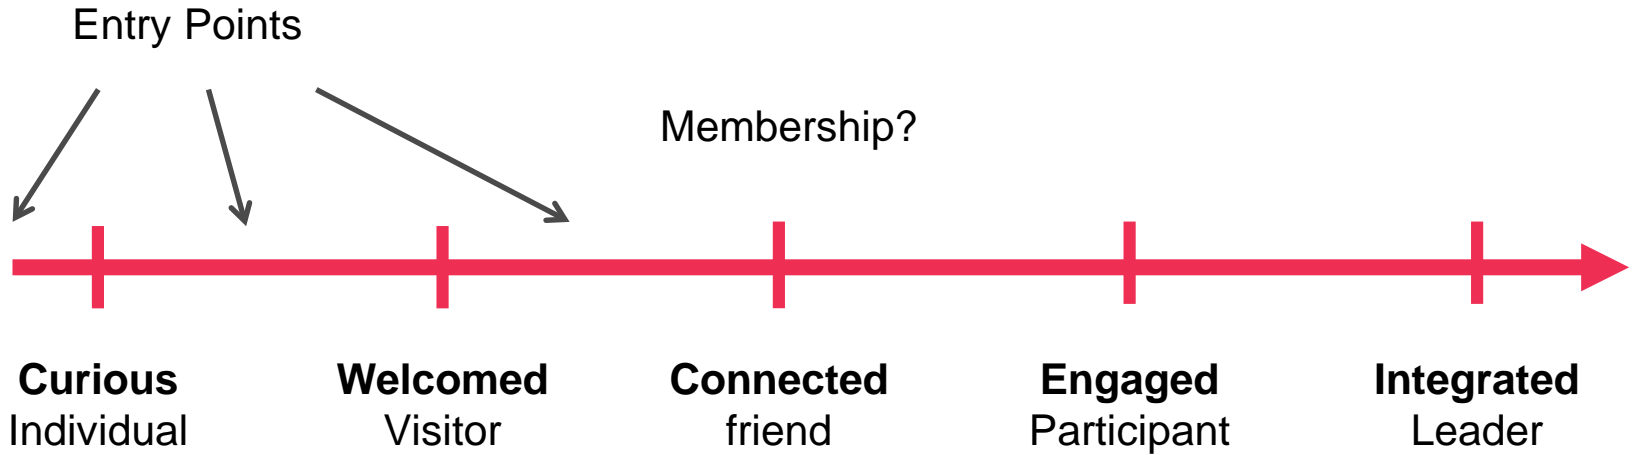 Entry Points
Membership?
Curious
Individual
Welcomed
Visitor
Connected
friend
Engaged
Participant
Integrated
Leader